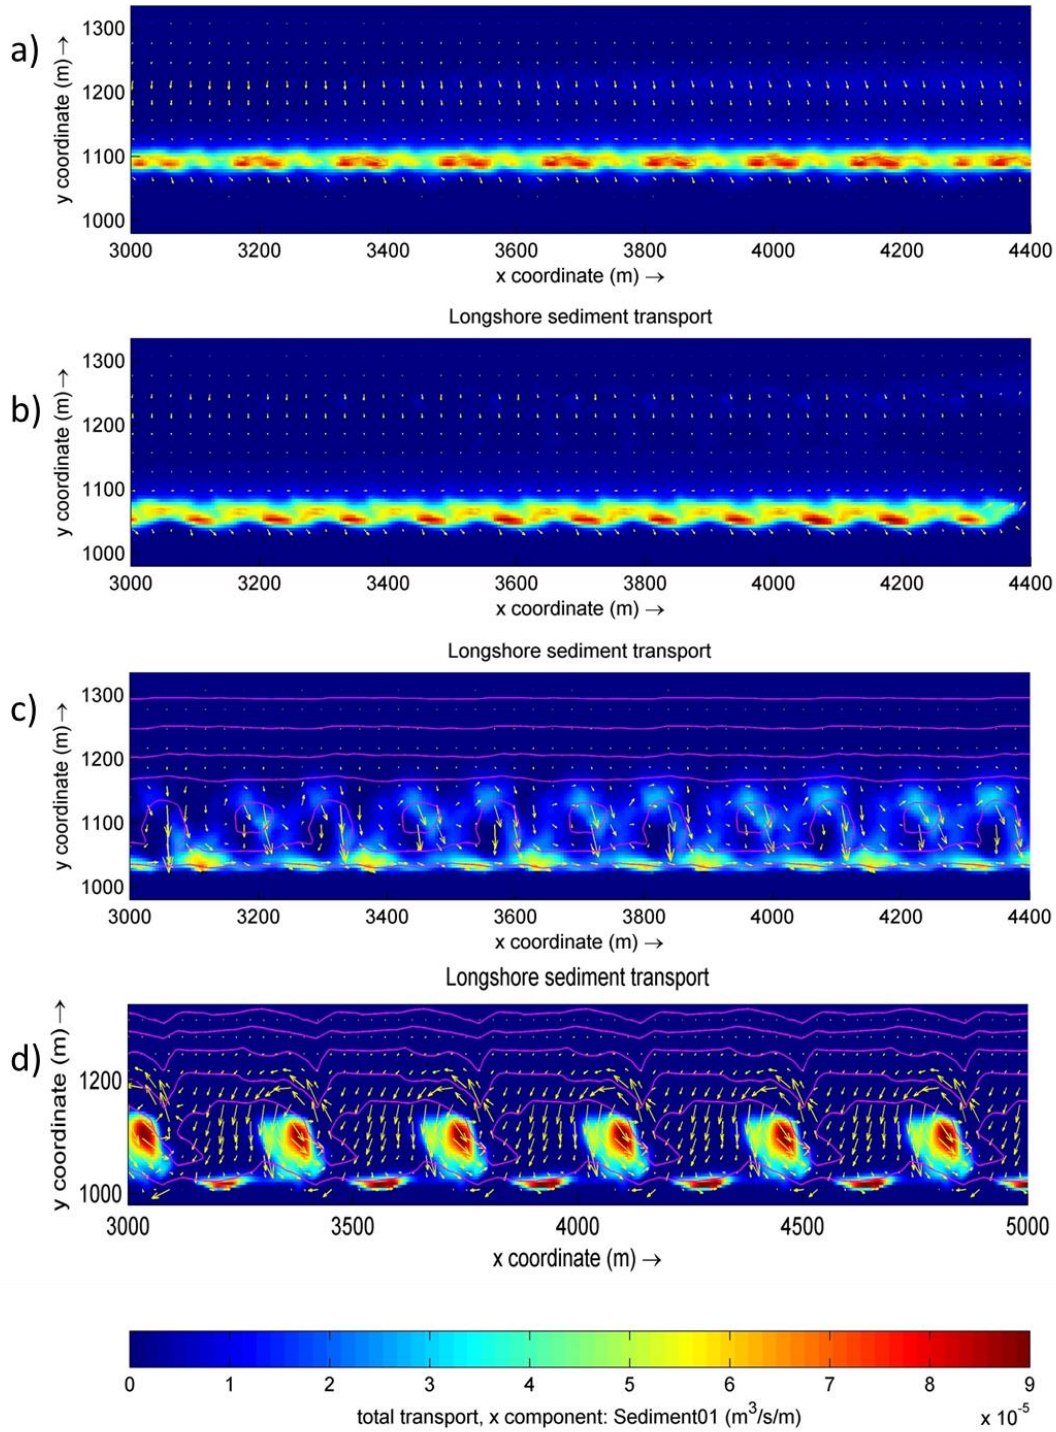 a)
y coordinate (m) →
1300
1200
1100
1000
3000 3200 3400 3600 3800 4000 4200 4400
x coordinate (m) →
Longshore sediment transport
b)
y coordinate (m) →
1300
1200
1100
1000
3000 3200 3400 3600 3800 4000 4200 4400
x coordinate (m) →
Longshore sediment transport
c)
y coordinate (m) →
1300
1200
1100
1000
3000 3200 3400 3600 3800 4000 4200 4400
x coordinate (m) →
Longshore sediment transport
d)
y coordinate (m) →
1200
1000
3000 3500 4000 4500 5000
x coordinate (m) →
0 1 2 3 4 5 6 7 8 9
total transport, x component: Sediment01 (m³/s/m) x 10⁻⁵